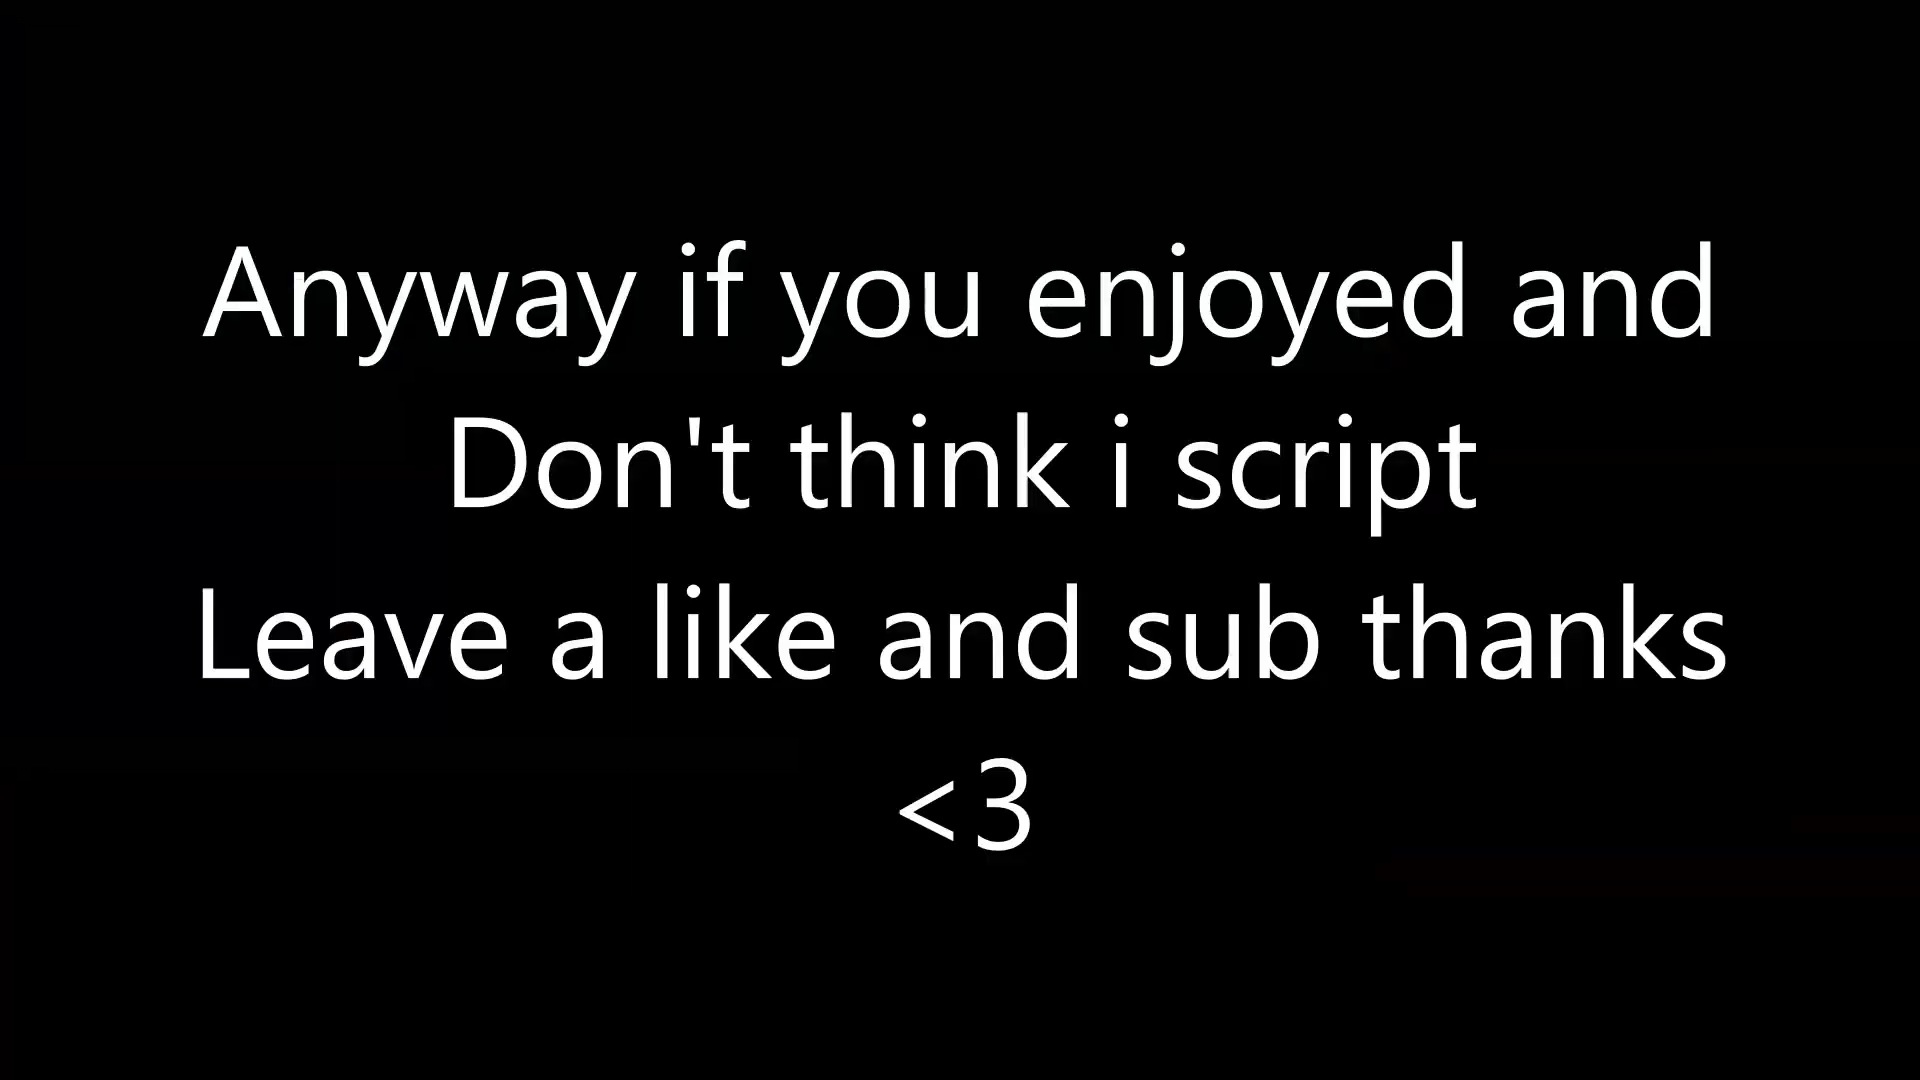 Anyway if you enjoyed and
Don't think i script
Leave a like and sub thanks
<3